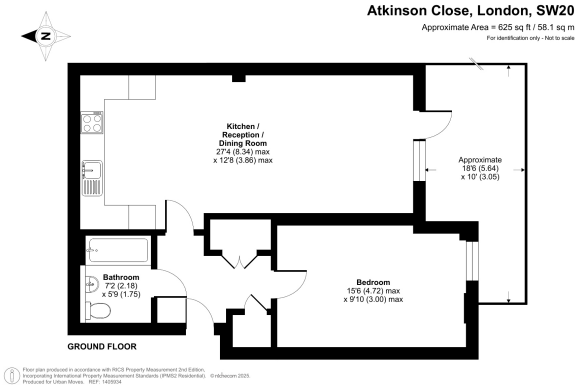 Atkinson Close, London, SW20
Approximate Area = 625 sq ft / 58.1 sq m
For identification only - Not to scale
N
Kitchen /
Reception /
Dining Room
27'4 (8.34) max
x 12'8 (3.86) max
Approximate
18'6 (5.64)
x 10' (3.05)
Bathroom
7'2 (2.18)
x 5'9 (1.75)
Bedroom
15'6 (4.72) max
x 9'10 (3.00) max
GROUND FLOOR
Floor plan produced in accordance with RICS Property Measurement 2nd Edition,
Incorporating International Property Measurement Standards (IPMS2 Residential). © nichecom 2025
Produced for Urban Moves. REF: 1405934